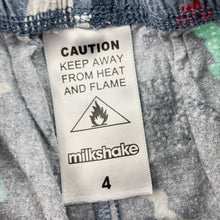 CAUTION
KEEP AWAY
FROM HEAT
AND FLAME
milkshake
4